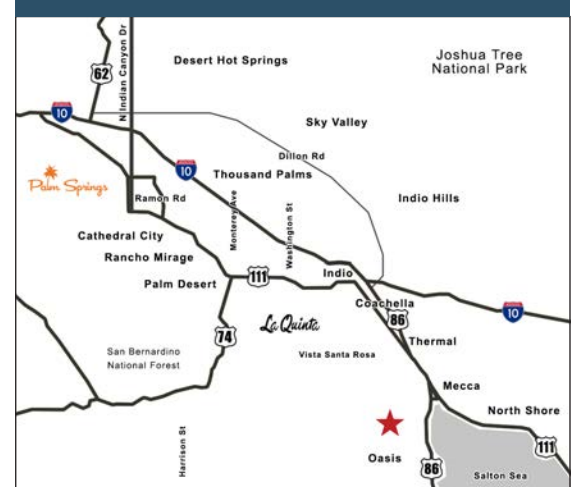 Desert Hot Springs
Joshua Tree
National Park
62
N Indian Canyon Dr
10
Sky Valley
Dillon Rd
10
Thousand Palms
Palm Springs
Ramon Rd
Indio Hills
Monterey Ave
Washington St
Cathedral City
Rancho Mirage
Indio
111
Palm Desert
Coachella
10
86
La Quinta
74
Thermal
San Bernardino
National Forest
Vista Santa Rosa
Mecca
North Shore
Harrison St
111
Oasis
86
Salton Sea